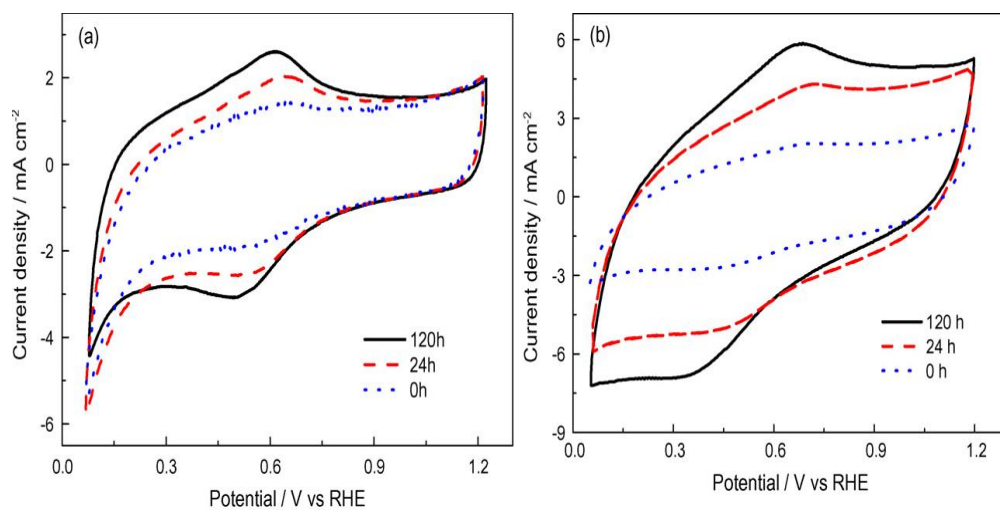 (a)
2
0
-2
-4
-6
Current density / mA cm⁻²
120h
24h
0h
0.0 0.3 0.6 0.9 1.2
Potential / V vs RHE
(b)
6
3
0
-3
-6
-9
Current density / mA cm⁻²
120 h
24 h
0 h
0.0 0.3 0.6 0.9 1.2
Potential / V vs RHE